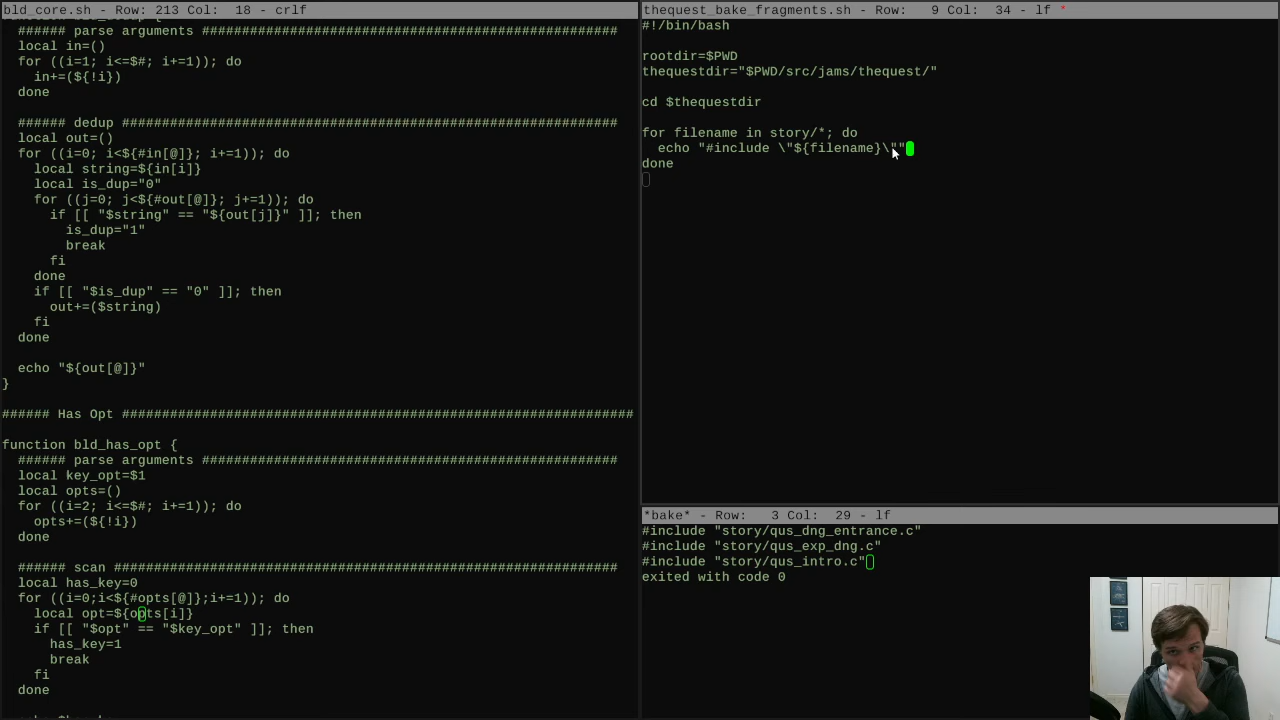 bld_core.sh - Row: 213 Col:  18 - crlf
  ###### parse arguments ####################################################
  local in=()
  for ((i=1; i<=$#; i+=1)); do
    in+=(${!i})
  done
  ###### dedup ##############################################################
  local out=()
  for ((i=0; i<${#in[@]}; i+=1)); do
    local string=${in[i]}
    local is_dup="0"
    for ((j=0; j<${#out[@]}; j+=1)); do
      if [[ "$string" == "${out[j]}" ]]; then
        is_dup="1"
        break
      fi
    done
    if [[ "$is_dup" == "0" ]]; then
      out+=($string)
    fi
  done
  echo "${out[@]}"
}
###### Has Opt ################################################################
function bld_has_opt {
  ###### parse arguments ####################################################
  local key_opt=$1
  local opts=()
  for ((i=2; i<=$#; i+=1)); do
    opts+=(${!i})
  done
  ###### scan ###############################################################
  local has_key=0
  for ((i=0;i<${#opts[@]};i+=1)); do
    local opt=${opts[i]}
    if [[ "$opt" == "$key_opt" ]]; then
      has_key=1
      break
    fi
  done
thequest_bake_fragments.sh - Row:   9 Col:  34 - lf *
#!/bin/bash
rootdir=$PWD
thequestdir="$PWD/src/jams/thequest/"
cd $thequestdir
for filename in story/*; do
  echo "#include \"${filename}\""
done
*bake* - Row:   3 Col:  29 - lf
#include "story/qus_dng_entrance.c"
#include "story/qus_exp_dng.c"
#include "story/qus_intro.c"
exited with code 0